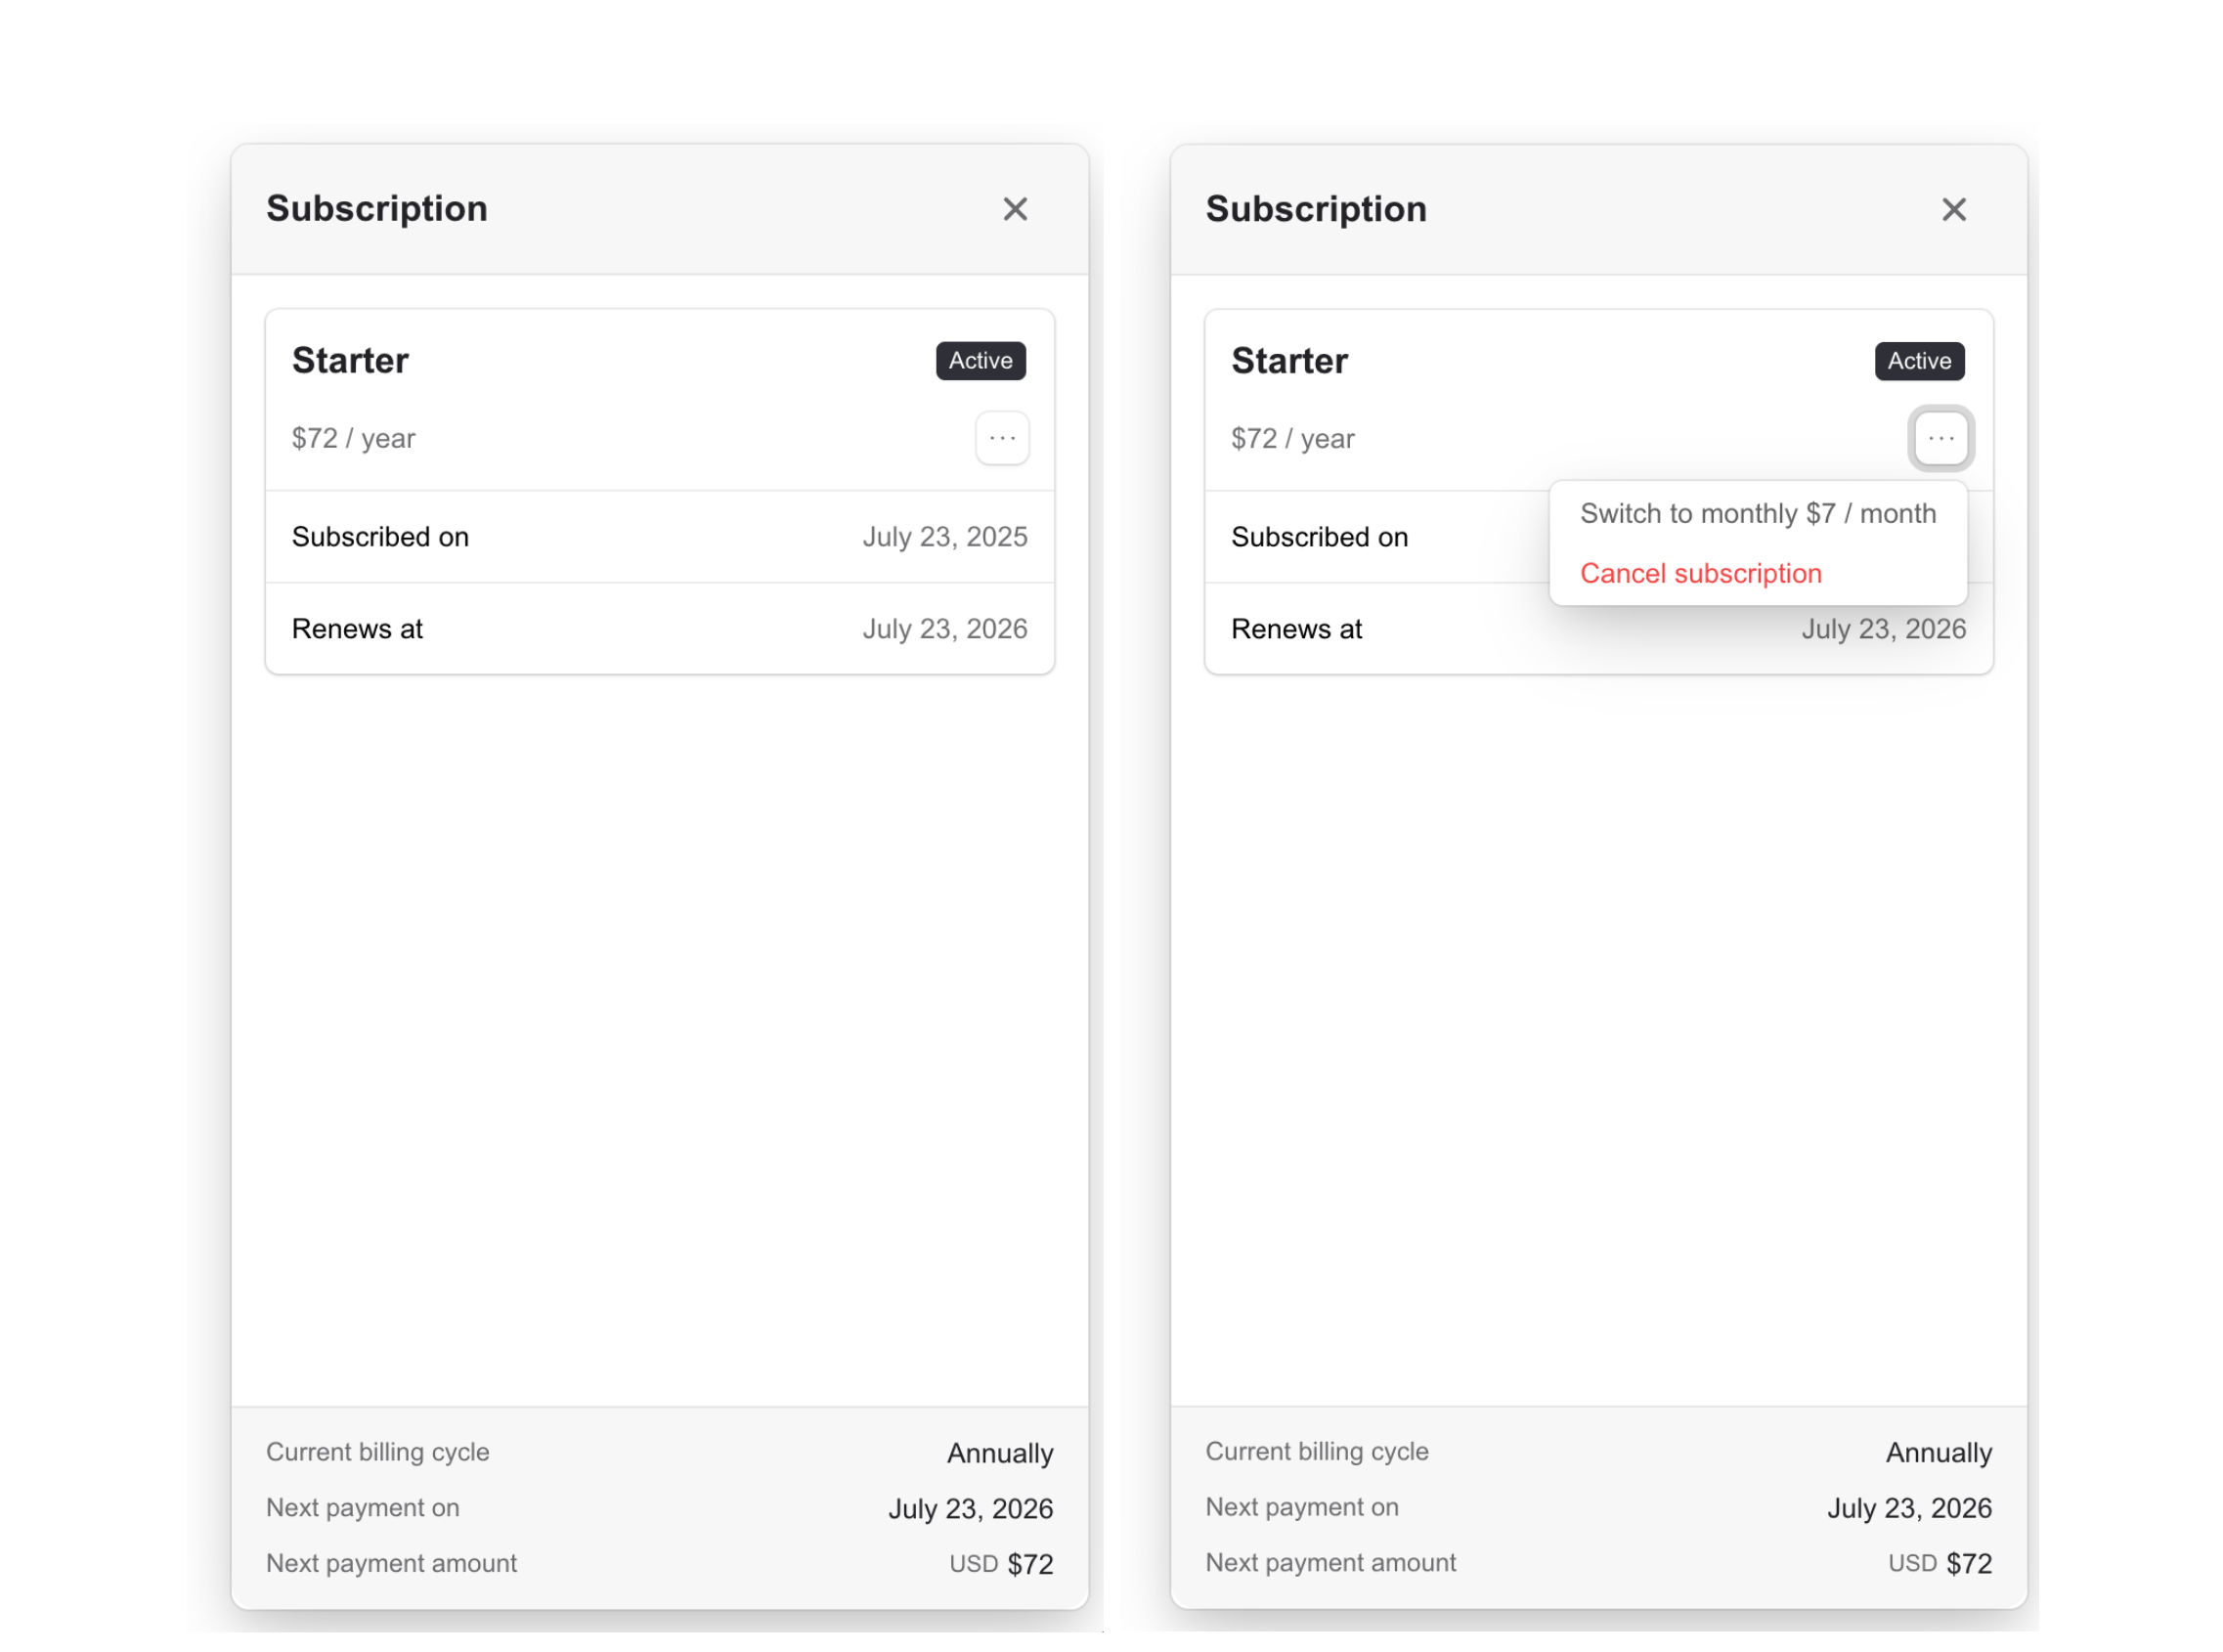 Subscription
Starter
Active
$72 / year
...
Subscribed on
July 23, 2025
Renews at
July 23, 2026
Current billing cycle
Annually
Next payment on
July 23, 2026
Next payment amount
USD $72
Subscription
Starter
Active
$72 / year
...
Switch to monthly $7 / month
Subscribed on
Cancel subscription
Renews at
July 23, 2026
Current billing cycle
Annually
Next payment on
July 23, 2026
Next payment amount
USD $72